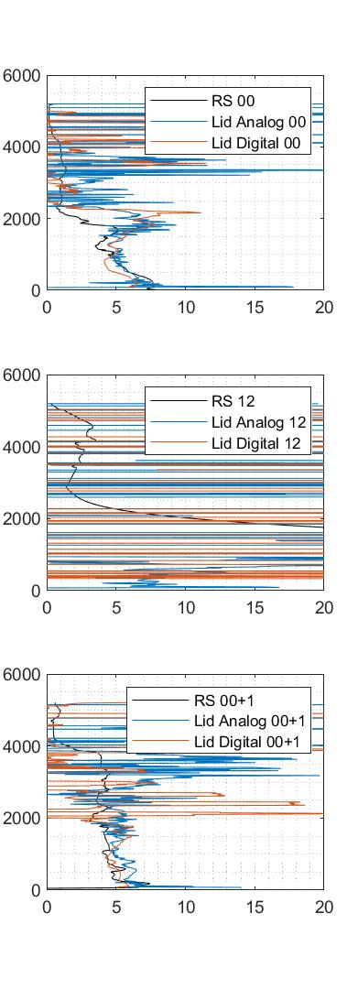 6000
RS 00
Lid Analog 00
Lid Digital 00
4000
2000
0
0 5 10 15 20
6000
RS 12
Lid Analog 12
Lid Digital 12
4000
2000
0
0 5 10 15 20
6000
RS 00+1
Lid Analog 00+1
Lid Digital 00+1
4000
2000
0
0 5 10 15 20